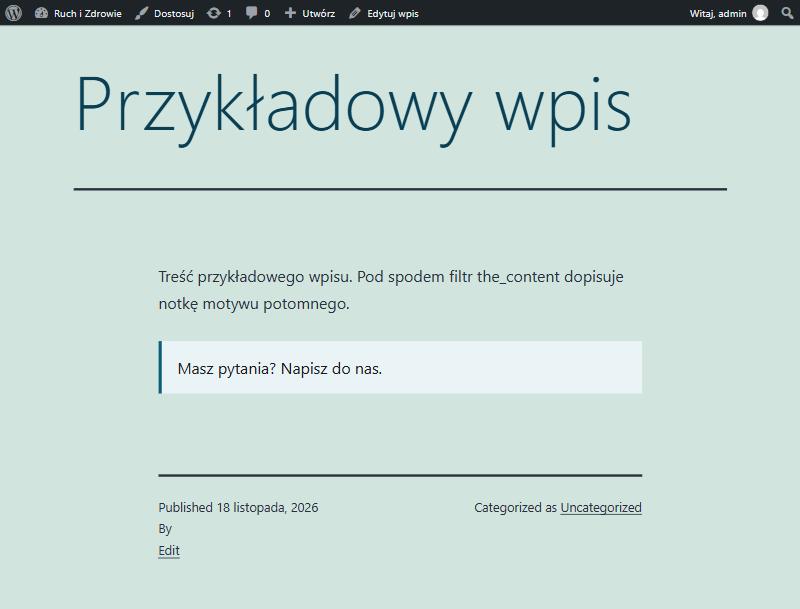 Ruch i Zdrowie Dostosuj 1 0 Utwórz Edytuj wpis Witaj, admin
Przykładowy wpis
Treść przykładowego wpisu. Pod spodem filtr the_content dopisuje
notkę motywu potomnego.
Masz pytania? Napisz do nas.
Published 18 listopada, 2026 Categorized as Uncategorized
By
Edit